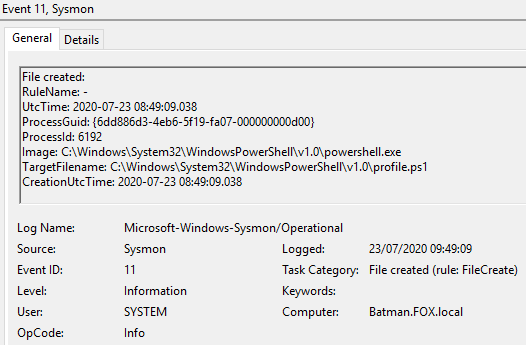 Event 11, Sysmon
General Details
File created:
RuleName: -
UtcTime: 2020-07-23 08:49:09.038
ProcessGuid: {6dd886d3-4eb6-5f19-fa07-000000000d00}
ProcessId: 6192
Image: C:\Windows\System32\WindowsPowerShell\v1.0\powershell.exe
TargetFilename: C:\Windows\System32\WindowsPowerShell\v1.0\profile.ps1
CreationUtcTime: 2020-07-23 08:49:09.038
Log Name: Microsoft-Windows-Sysmon/Operational
Source: Sysmon Logged: 23/07/2020 09:49:09
Event ID: 11 Task Category: File created (rule: FileCreate)
Level: Information Keywords:
User: SYSTEM Computer: Batman.FOX.local
OpCode: Info